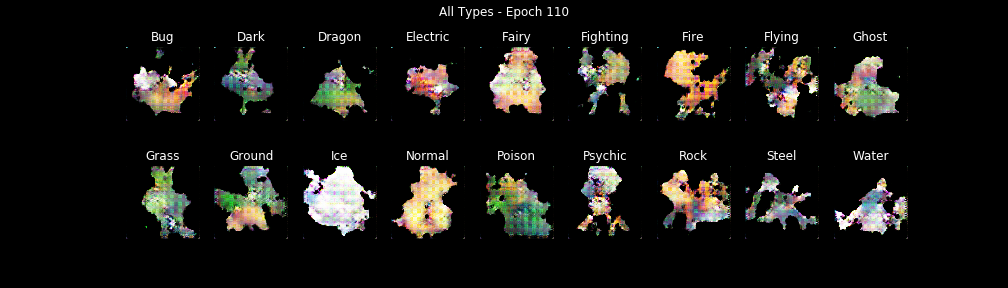 All Types - Epoch 110
Bug Dark Dragon Electric Fairy Fighting Fire Flying Ghost
Grass Ground Ice Normal Poison Psychic Rock Steel Water